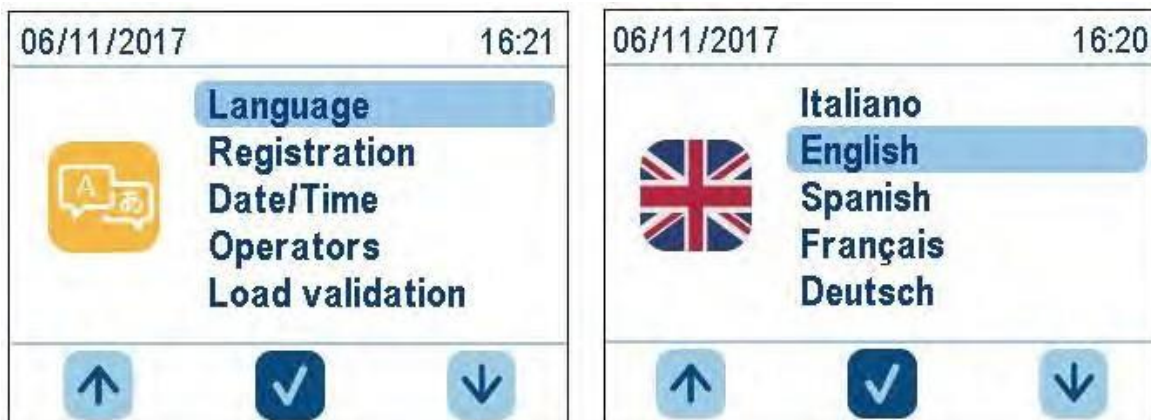 06/11/2017 16:21
Language
Registration
Date/Time
Operators
Load validation
06/11/2017 16:20
Italiano
English
Spanish
Français
Deutsch